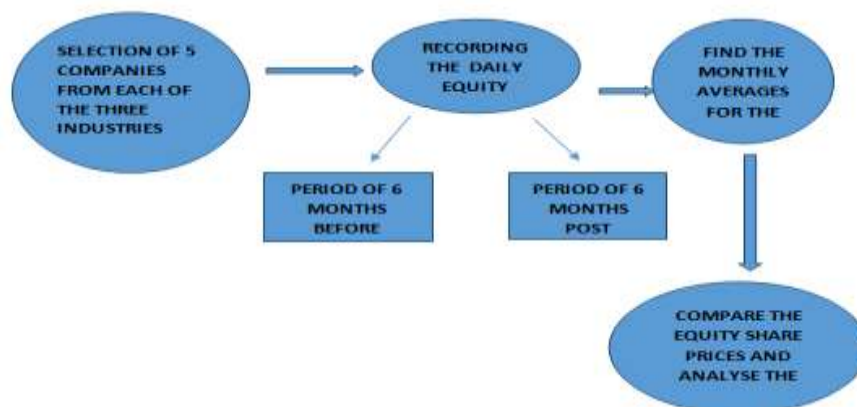 SELECTION OF 5
COMPANIES
FROM EACH OF
THE THREE
INDUSTRIES
RECORDING
THE DAILY
EQUITY
FIND THE
MONTHLY
AVERAGES
FOR THE
PERIOD OF 6
MONTHS
BEFORE
PERIOD OF 6
MONTHS
POST
COMPARE THE
EQUITY SHARE
PRICES AND
ANALYSE THE